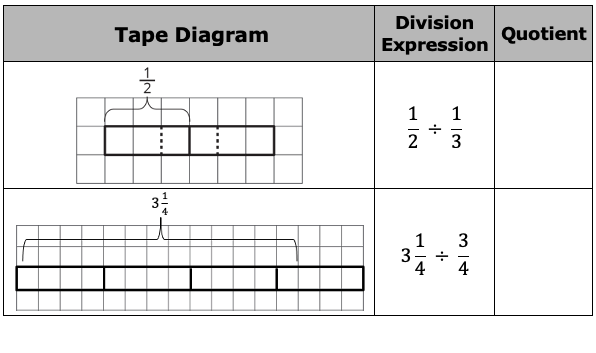 Tape Diagram
Division Expression
Quotient
1/2
1/2 ÷ 1/3
3 1/4
3 1/4 ÷ 3/4